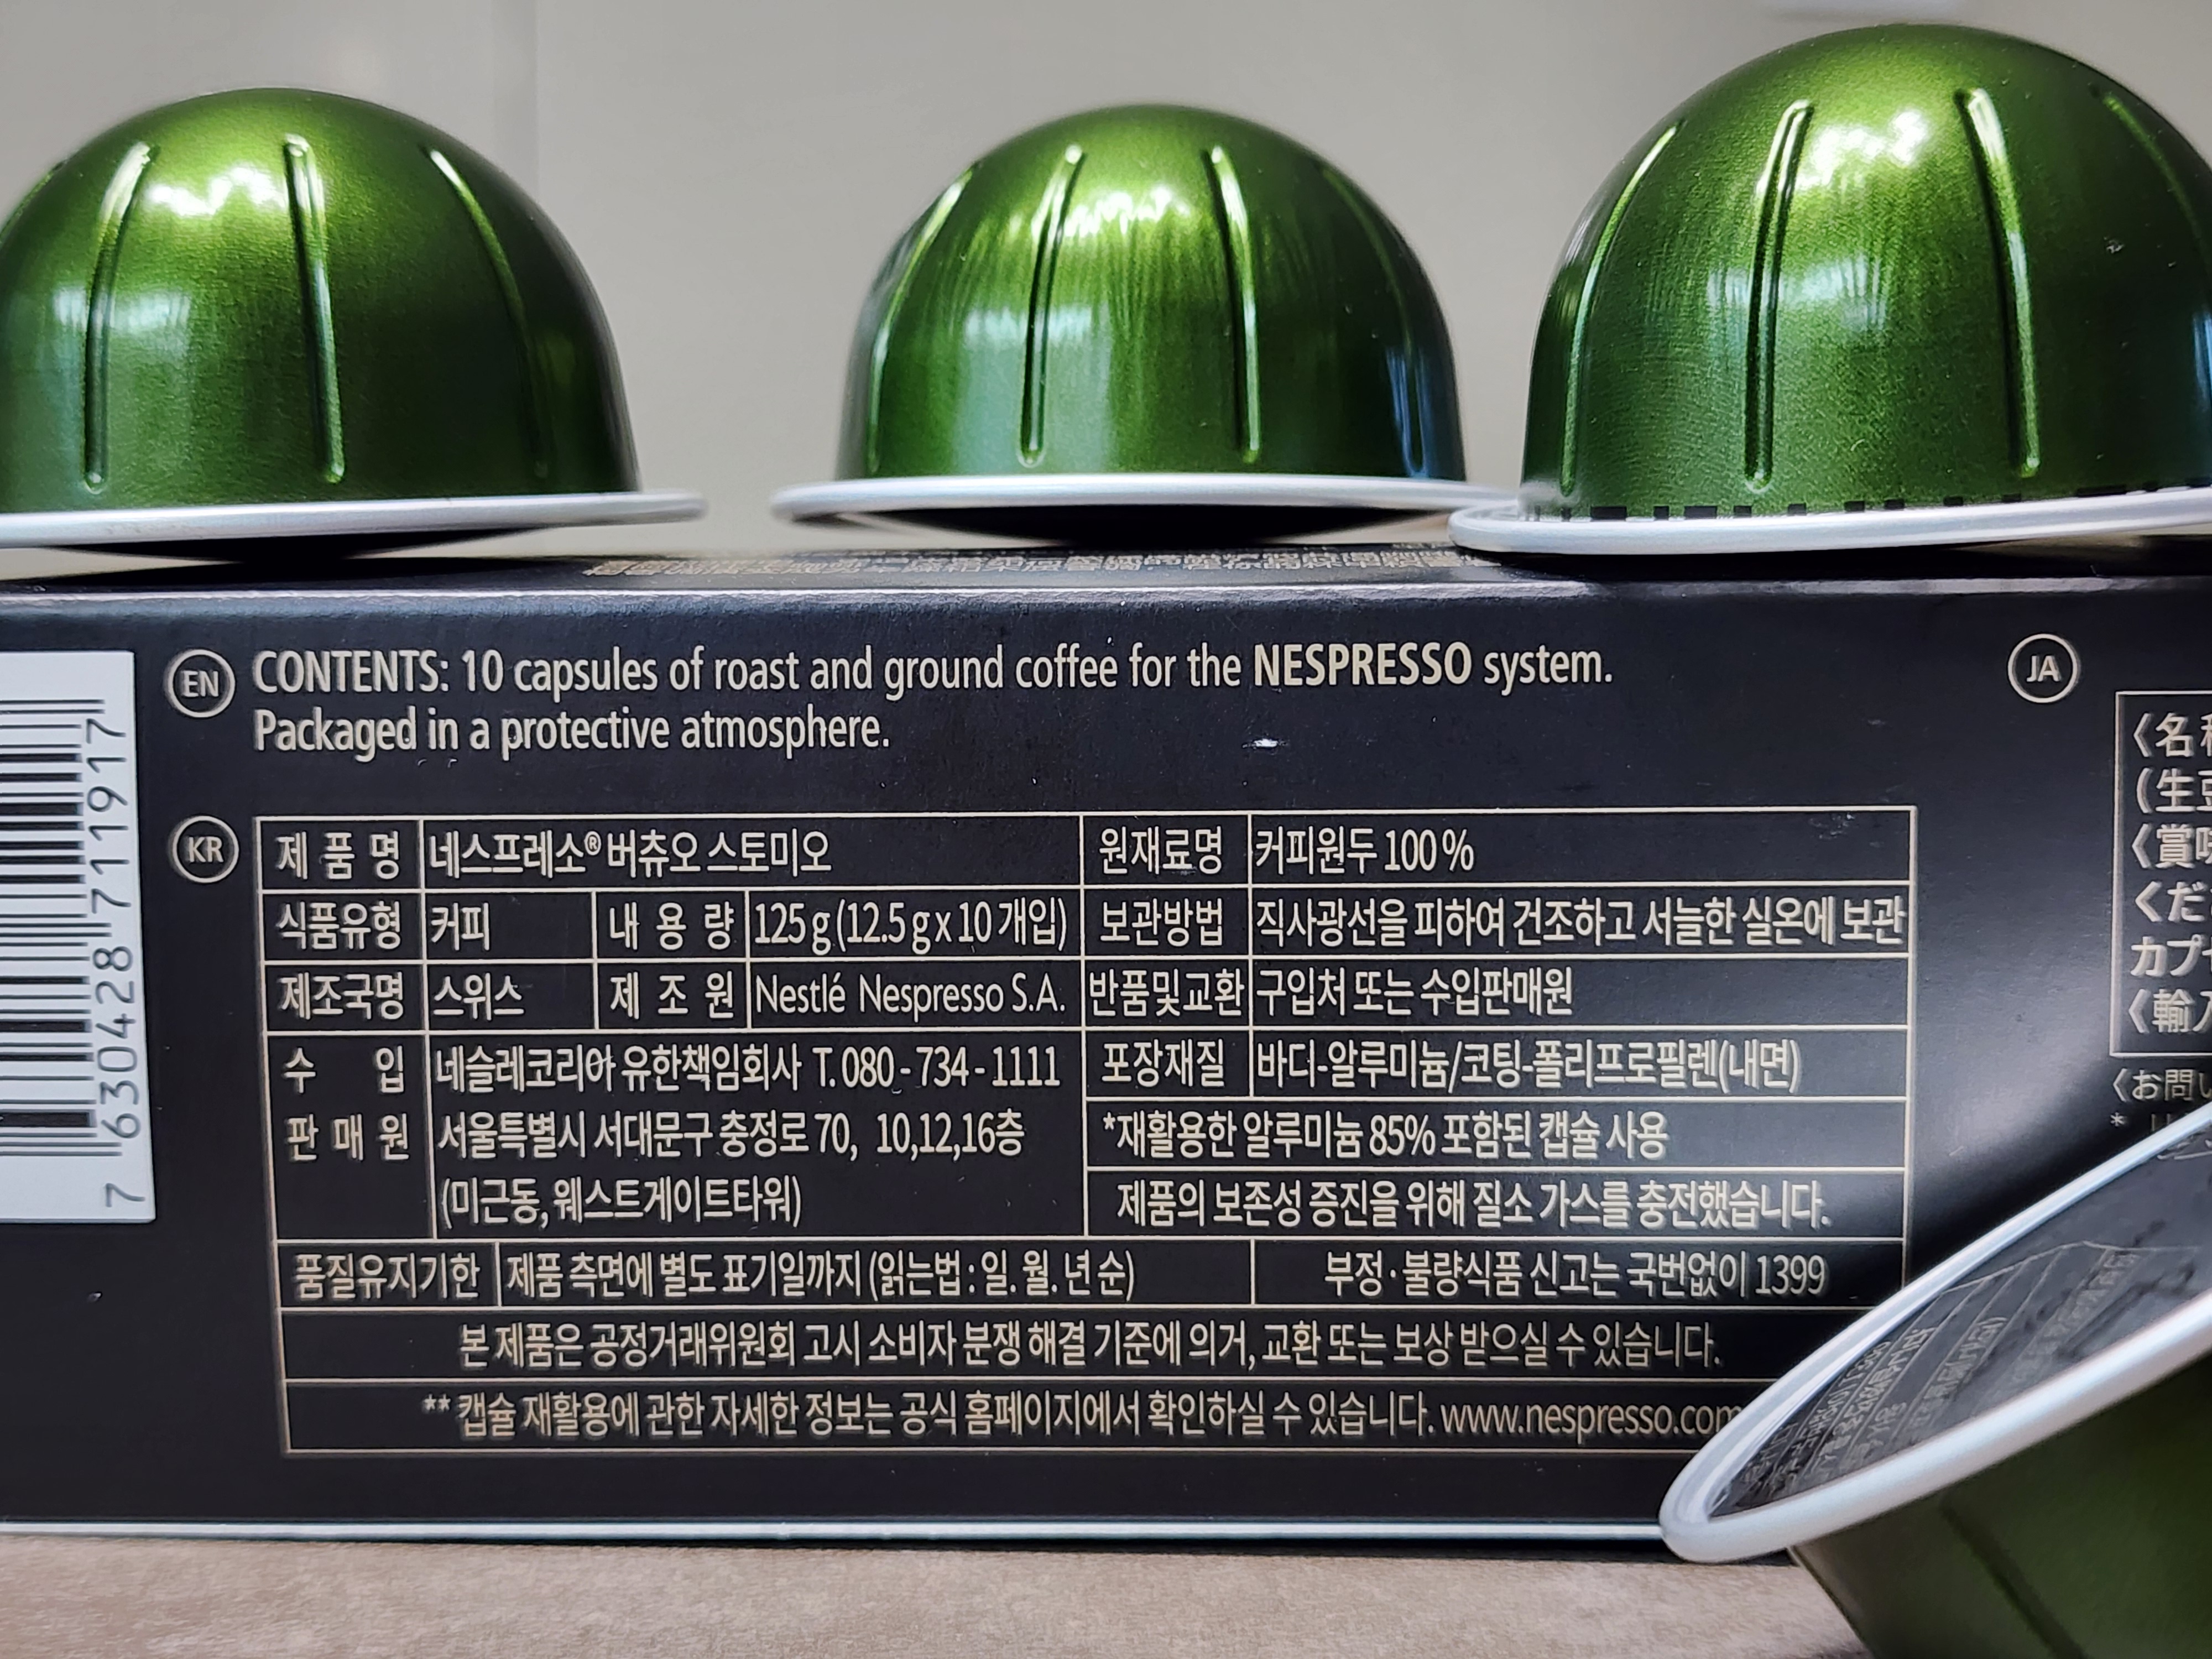 7 630428 711917
EN CONTENTS: 10 capsules of roast and ground coffee for the NESPRESSO system.
Packaged in a protective atmosphere.
KR
제 품 명 네스프레소® 버츄오 스토미오 원재료명 커피원두 100 %
식품유형 커피 내 용 량 125 g (12.5 g x 10 개입) 보관방법 직사광선을 피하여 건조하고 서늘한 실온에 보관
제조국명 스위스 제 조 원 Nestlé Nespresso S.A. 반품및교환 구입처 또는 수입판매원
수 입 네슬레코리아 유한책임회사 T. 080 - 734 - 1111 포장재질 바디-알루미늄/코팅-폴리프로필렌(내면)
판 매 원 서울특별시 서대문구 충정로 70, 10,12,16층 *재활용한 알루미늄 85% 포함된 캡슐 사용
(미근동, 웨스트게이트타워) 제품의 보존성 증진을 위해 질소 가스를 충전했습니다.
품질유지기한 제품 측면에 별도 표기일까지 (읽는법 : 일. 월. 년 순) 부정·불량식품 신고는 국번없이 1399
본 제품은 공정거래위원회 고시 소비자 분쟁 해결 기준에 의거, 교환 또는 보상 받으실 수 있습니다.
** 캡슐 재활용에 관한 자세한 정보는 공식 홈페이지에서 확인하실 수 있습니다. www.nespresso.com
JA
《名
(生豆
《賞味
くだ
カプ
《輸入
《お問い
*